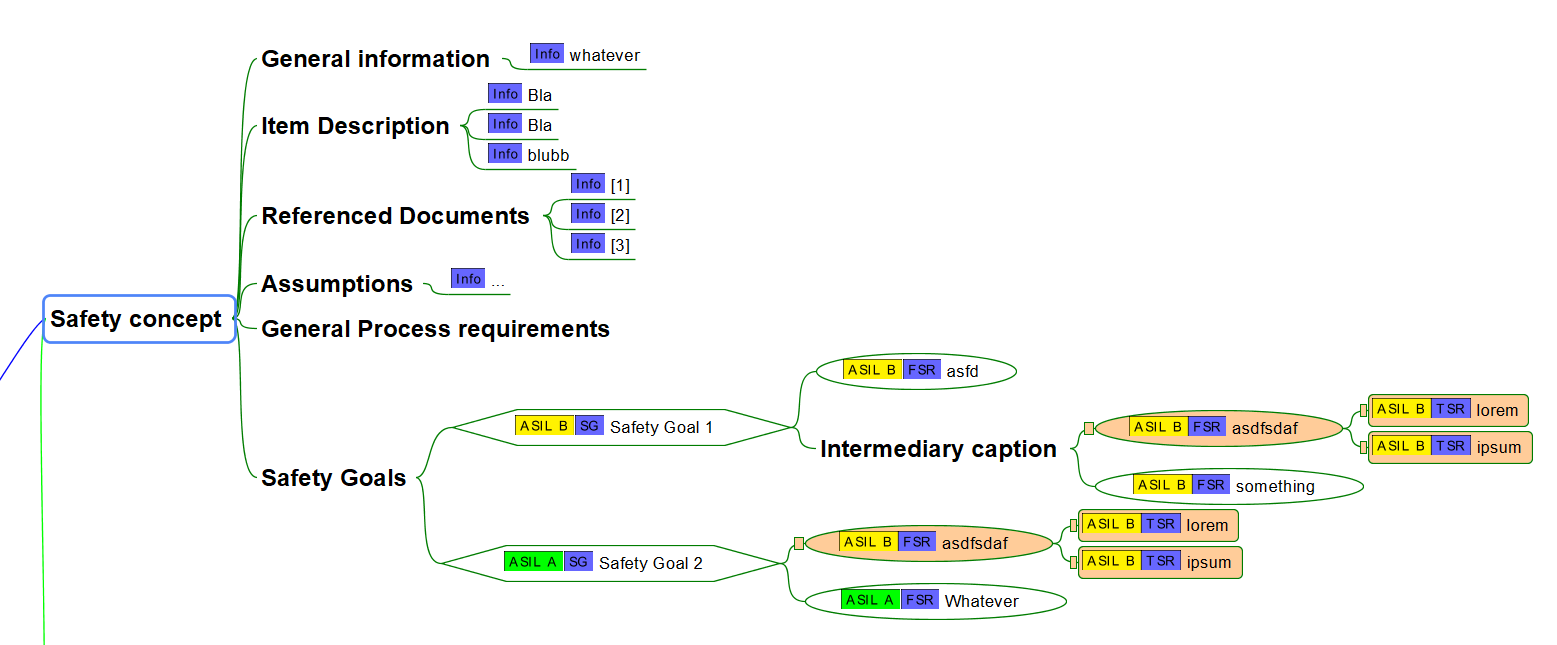 General information
Info whatever
Info Bla
Item Description
Info Bla
Info blubb
Info [1]
Referenced Documents
Info [2]
Info [3]
Assumptions
Info ...
Safety concept
General Process requirements
Safety Goals
ASIL B SG Safety Goal 1
ASIL B FSR asfd
Intermediary caption
ASIL B FSR asdfsdaf
ASIL B TSR lorem
ASIL B TSR ipsum
ASIL B FSR something
ASIL A SG Safety Goal 2
ASIL B FSR asdfsdaf
ASIL B TSR lorem
ASIL B TSR ipsum
ASIL A FSR Whatever